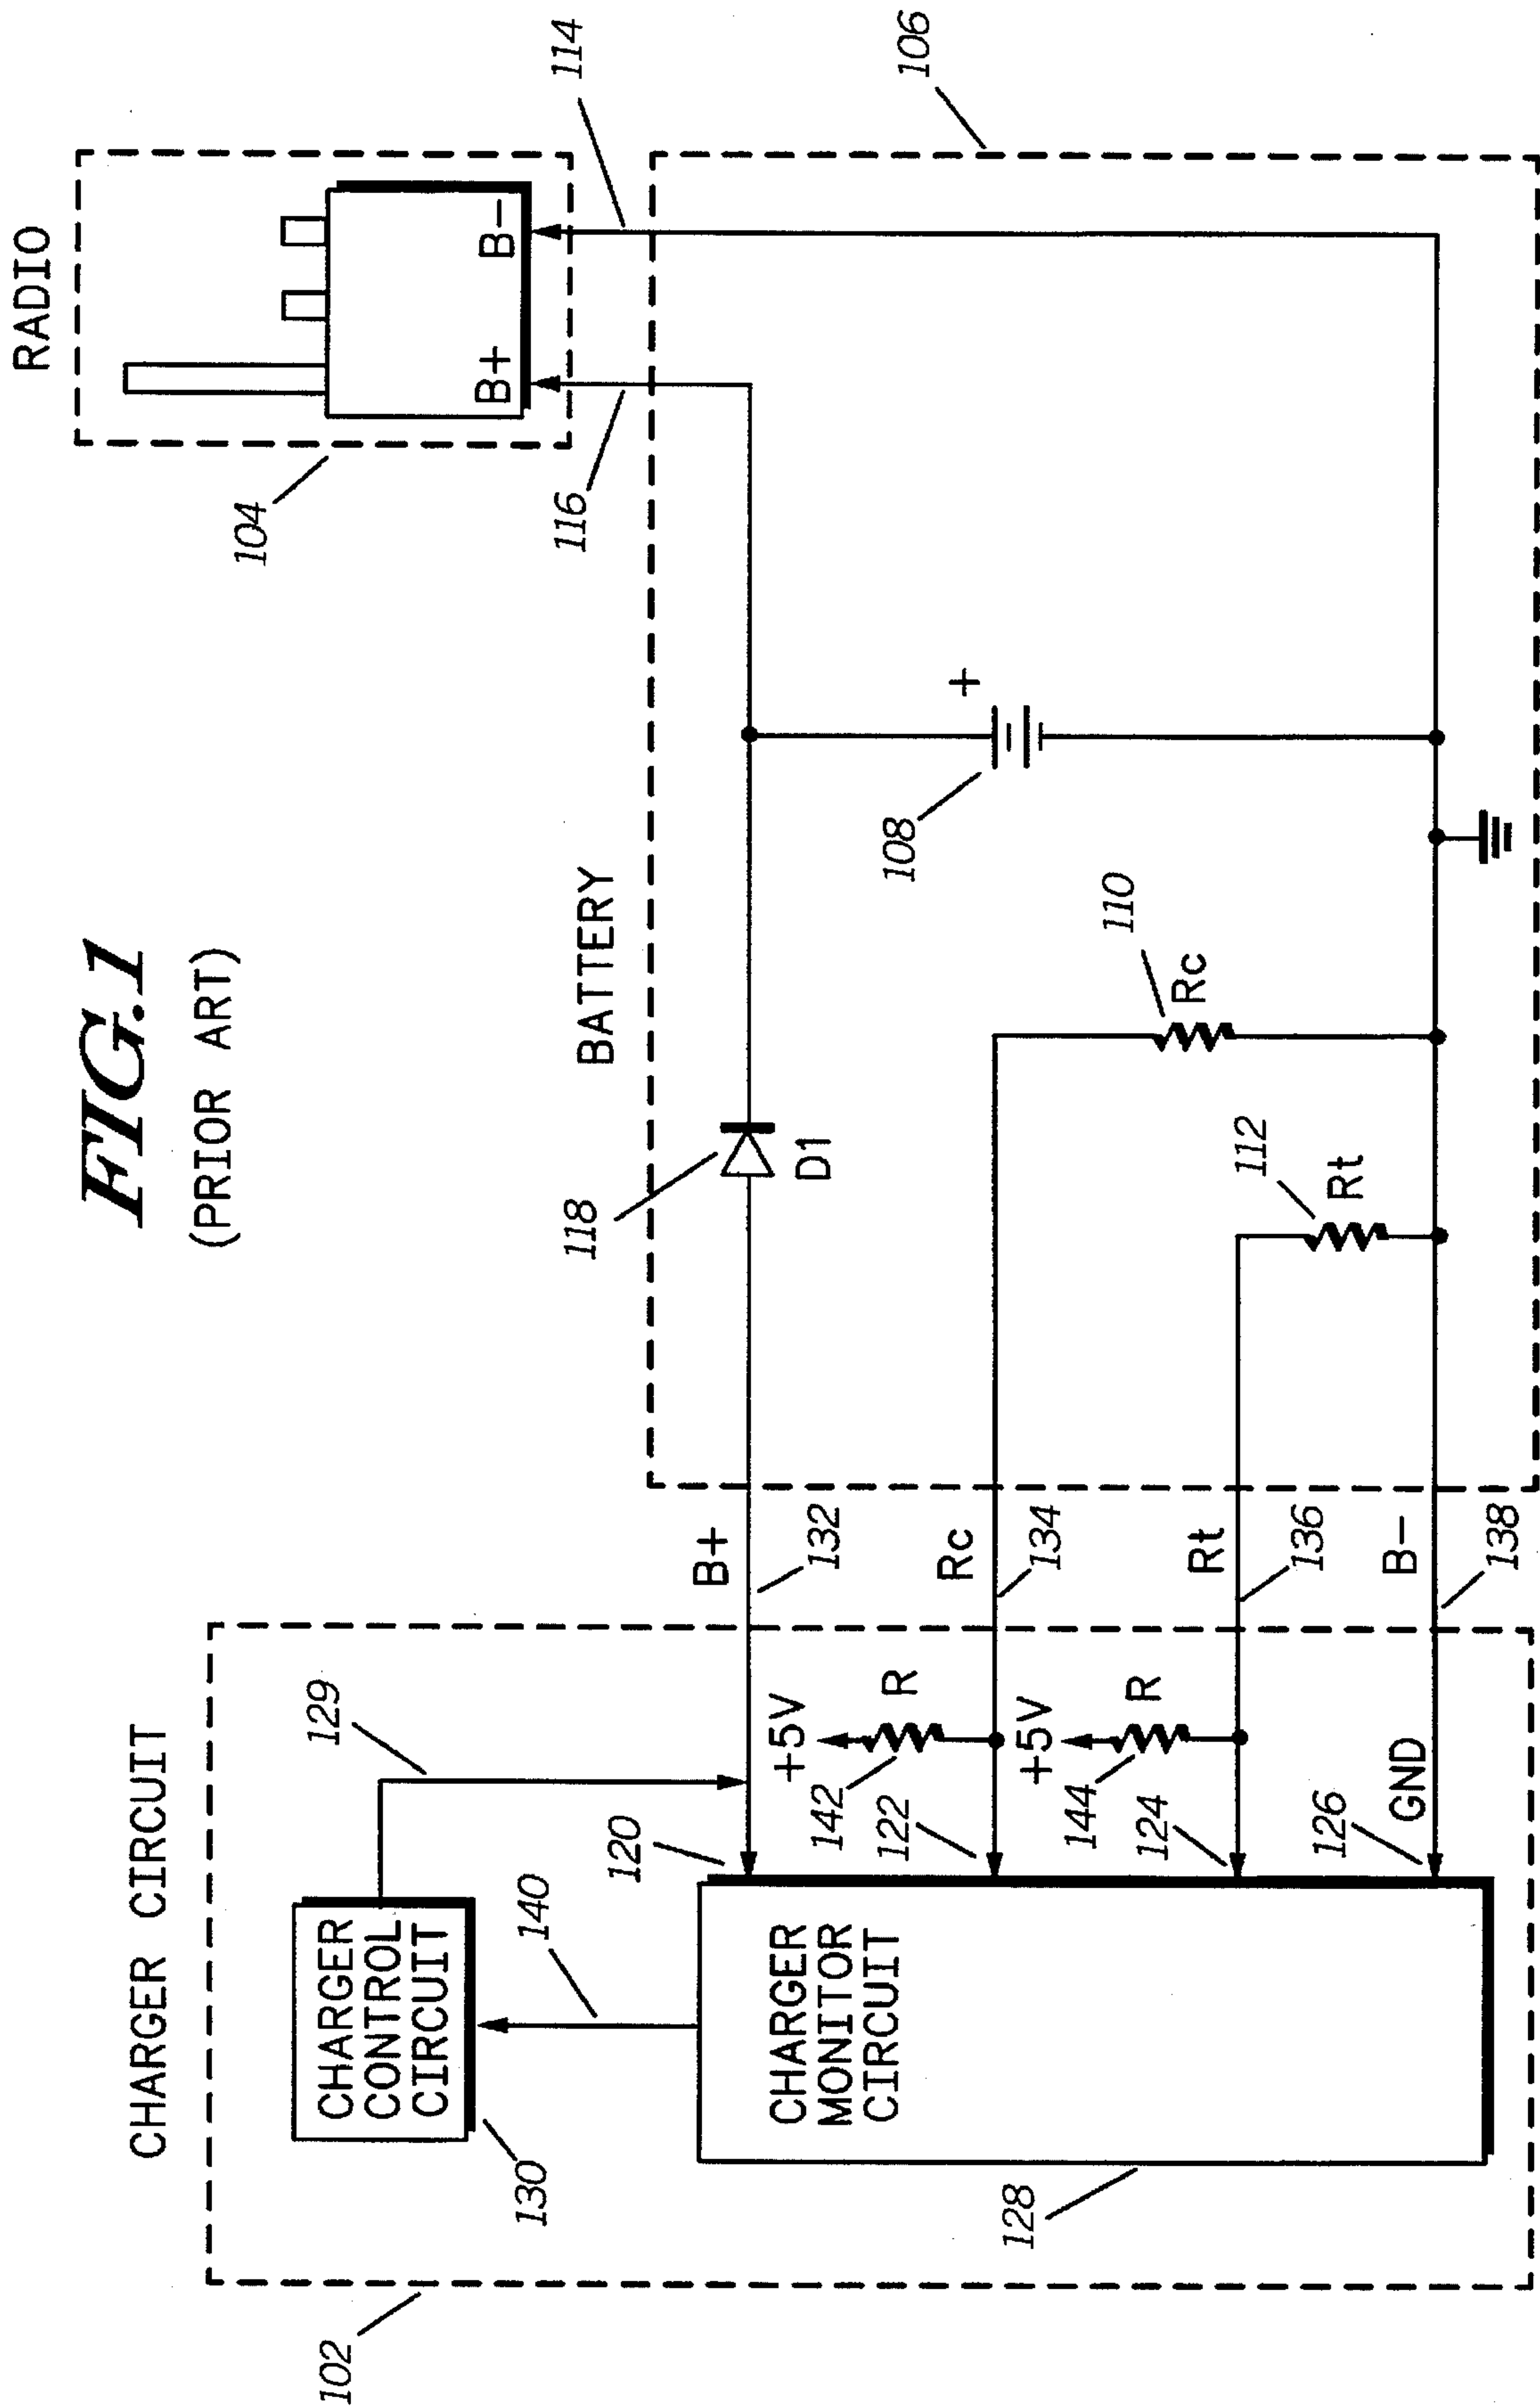 FIG.1
(PRIOR ART)
CHARGER CIRCUIT
BATTERY
RADIO
102
130
CHARGER
CONTROL
CIRCUIT
129
140
128
CHARGER
MONITOR
CIRCUIT
120
122
124
126
GND
+5V
142
R
+5V
144
R
B+
132
Rc
134
Rt
136
B-
138
118
D1
110
Rc
112
Rt
108
+
104
B+
B-
116
114
106